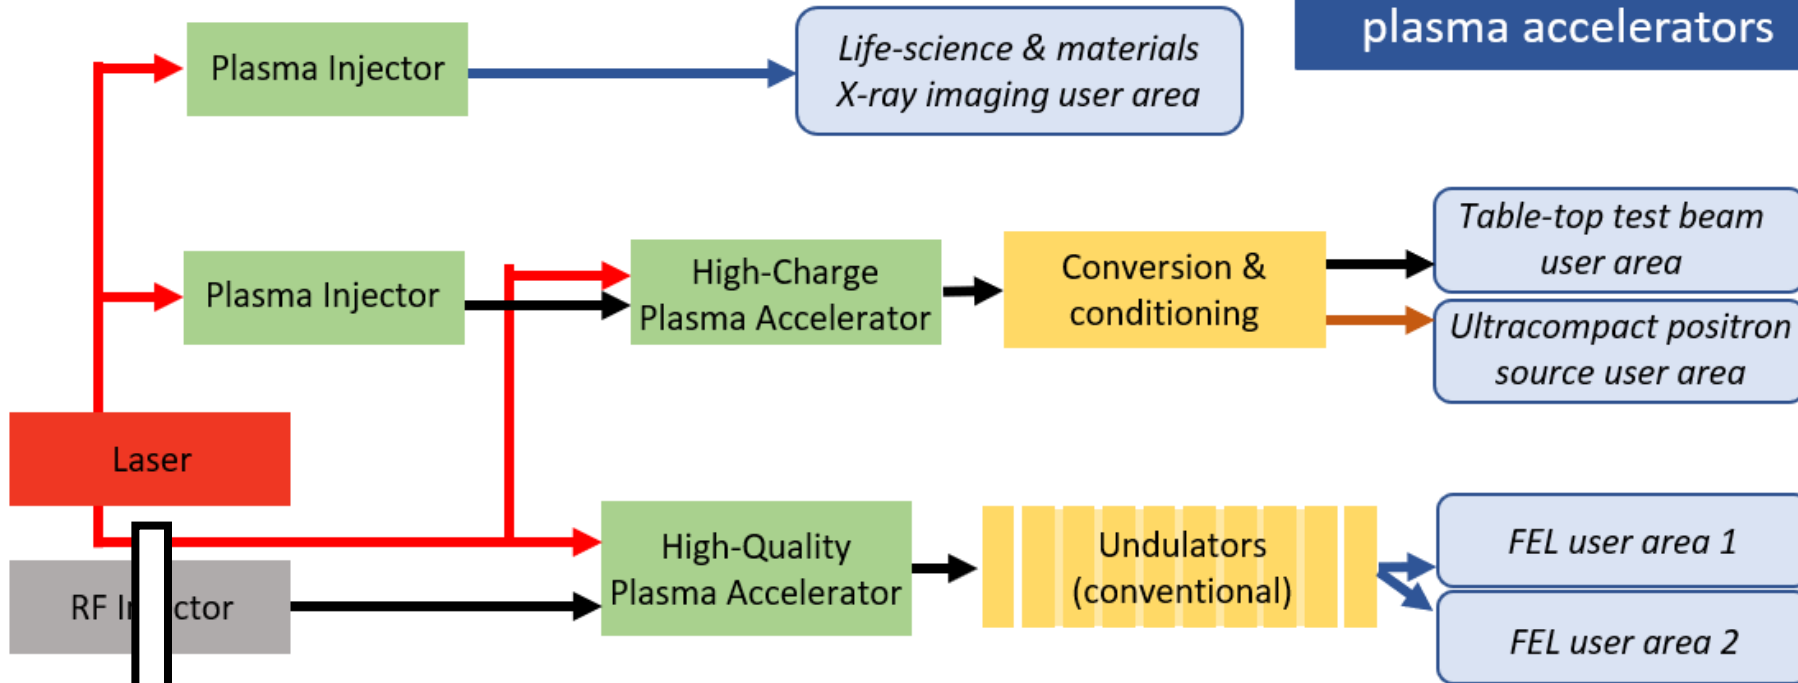 plasma accelerators
Plasma Injector
Life-science & materials
X-ray imaging user area
Plasma Injector
High-Charge
Plasma Accelerator
Conversion &
conditioning
Table-top test beam
user area
Ultracompact positron
source user area
Laser
RF
High-Quality
Plasma Accelerator
Undulators
(conventional)
FEL user area 1
FEL user area 2